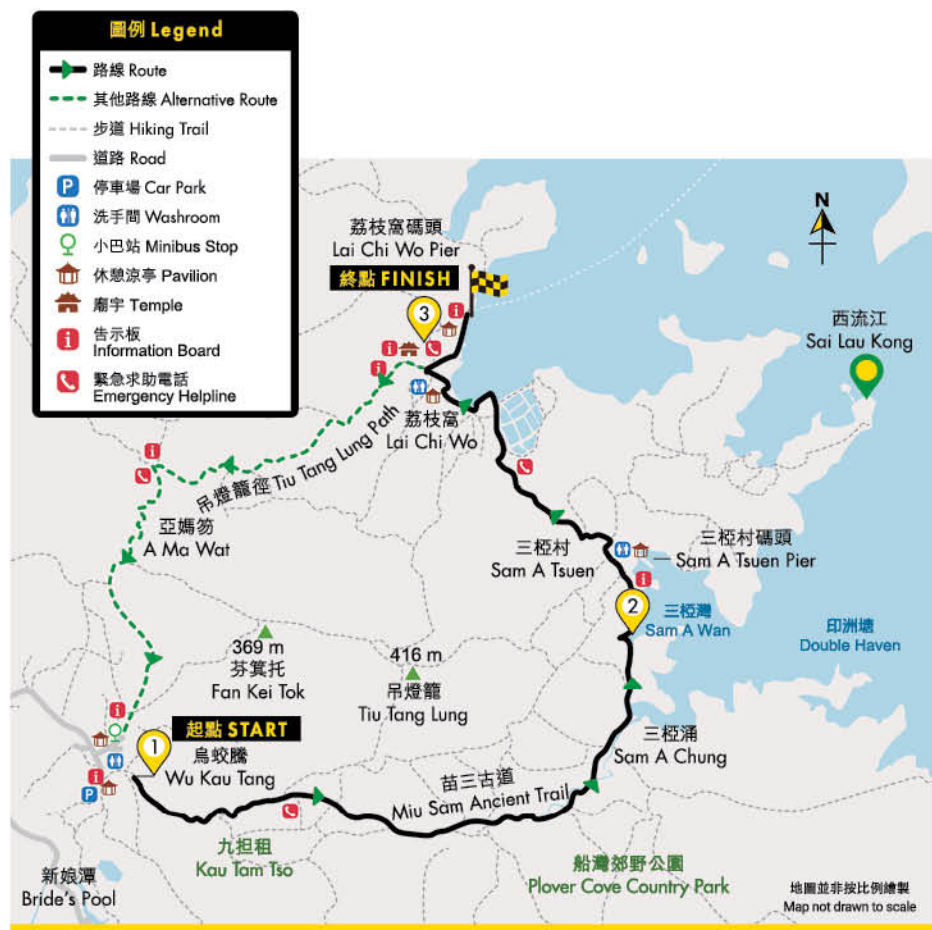 圖例 Legend
路線 Route
其他路線 Alternative Route
步道 Hiking Trail
道路 Road
P 停車場 Car Park
洗手間 Washroom
小巴站 Minibus Stop
休憩涼亭 Pavilion
廟宇 Temple
i 告示板
Information Board
緊急求助電話
Emergency Helpline
N
荔枝窩碼頭
Lai Chi Wo Pier
終點 FINISH
3
西流江
Sai Lau Kong
荔枝窩
Lai Chi Wo
吊燈籠徑 Tiu Tang Lung Path
亞媽笏
A Ma Wat
三椏村
Sam A Tsuen
三椏村碼頭
Sam A Tsuen Pier
2
三椏灣
Sam A Wan
印洲塘
Double Haven
369 m
芬箕托
Fan Kei Tok
416 m
吊燈籠
Tiu Tang Lung
起點 START
1
烏蛟騰
Wu Kau Tang
三椏涌
Sam A Chung
苗三古道
Miu Sam Ancient Trail
九担租
Kau Tam Tso
船灣郊野公園
Plover Cove Country Park
新娘潭
Bride's Pool
地圖並非按比例繪製
Map not drawn to scale